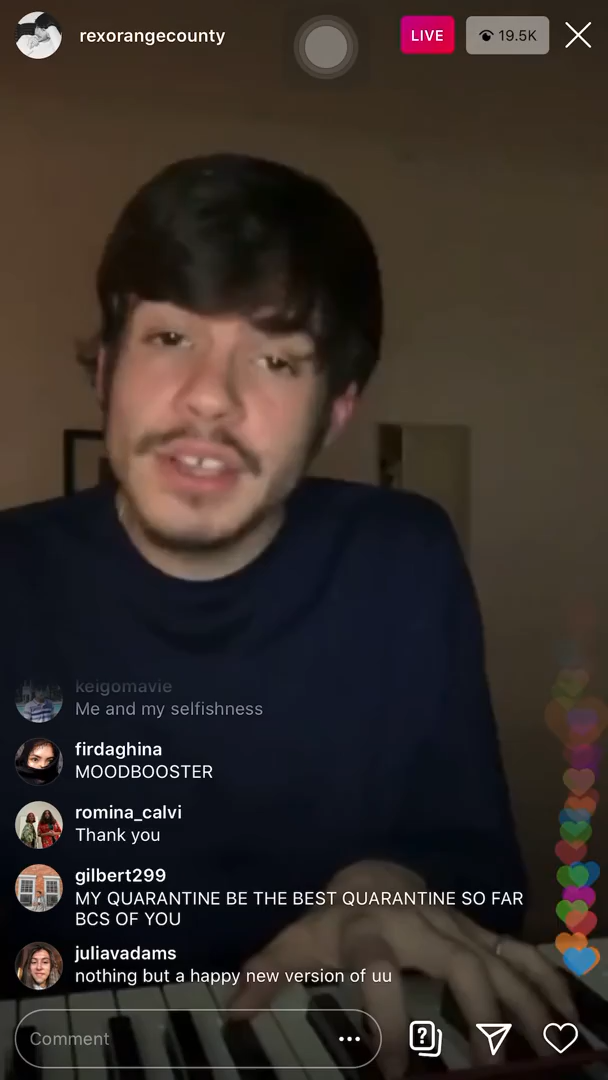 rexorangecounty
LIVE
19.5K
keigomavie
Me and my selfishness
firdaghina
MOODBOOSTER
romina_calvi
Thank you
gilbert299
MY QUARANTINE BE THE BEST QUARANTINE SO FAR
BCS OF YOU
juliavadams
nothing but a happy new version of uu
Comment
?